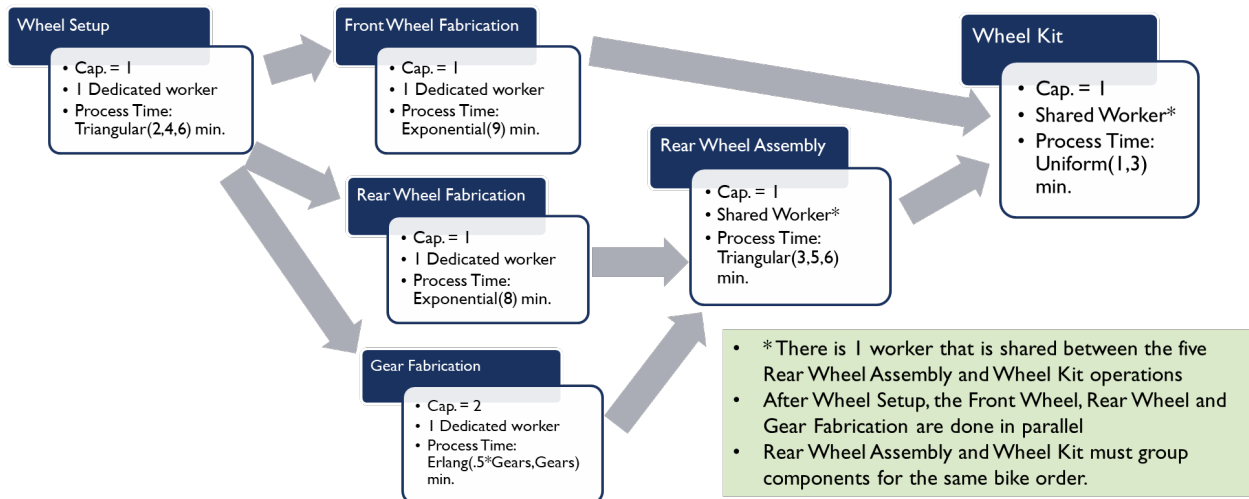 Wheel Setup
• Cap. = 1
• 1 Dedicated worker
• Process Time:
Triangular(2,4,6) min.
Front Wheel Fabrication
• Cap. = 1
• 1 Dedicated worker
• Process Time:
Exponential(9) min.
Wheel Kit
• Cap. = 1
• Shared Worker*
• Process Time:
Uniform(1,3)
min.
Rear Wheel Assembly
• Cap. = 1
• Shared Worker*
• Process Time:
Triangular(3,5,6)
min.
Rear Wheel Fabrication
• Cap. = 1
• 1 Dedicated worker
• Process Time:
Exponential(8) min.
Gear Fabrication
• Cap. = 2
• 1 Dedicated worker
• Process Time:
Erlang(.5*Gears,Gears)
min.
• * There is 1 worker that is shared between the five
Rear Wheel Assembly and Wheel Kit operations
• After Wheel Setup, the Front Wheel, Rear Wheel and
Gear Fabrication are done in parallel
• Rear Wheel Assembly and Wheel Kit must group
components for the same bike order.